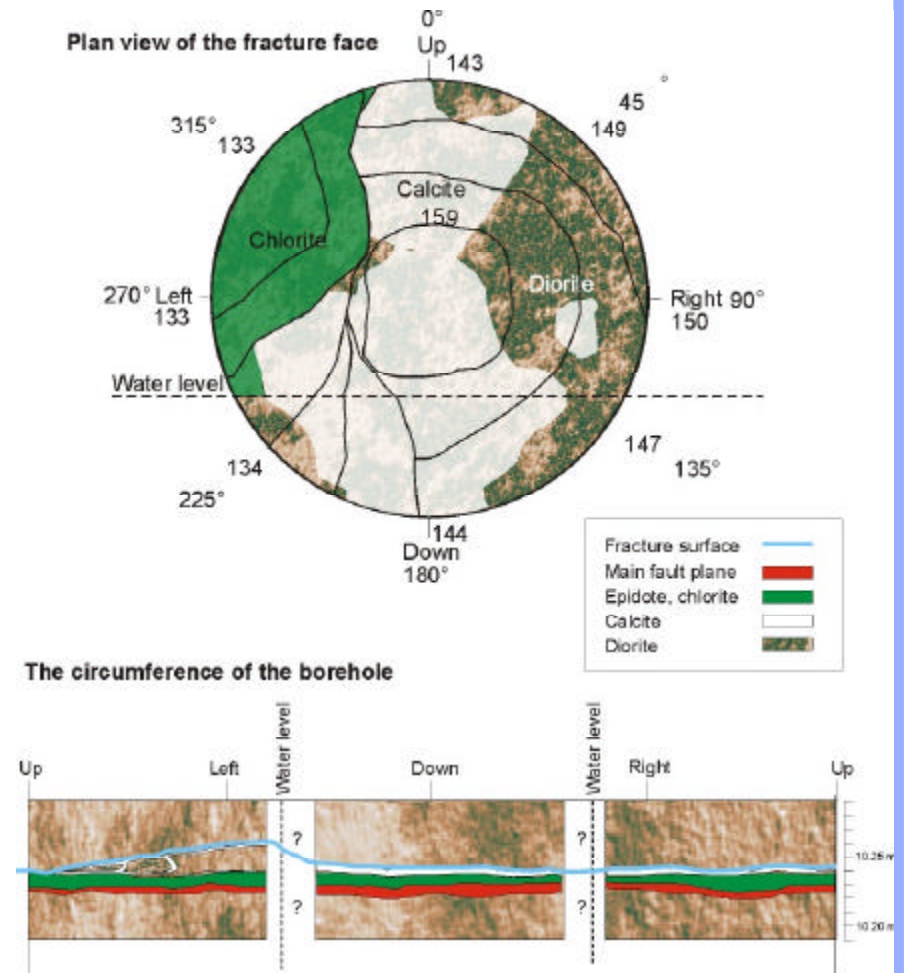 Plan view of the fracture face
0°
Up
143
°
45
149
315°
133
Calcite
159
Chlorite
Diorite
270° Left
133
Right 90°
150
Water level
147
135°
134
225°
144
Down
180°
Fracture surface
Main fault plane
Epidote, chlorite
Calcite
Diorite
The circumference of the borehole
Up
Left
Water level
Down
Water level
Right
Up
?
?
10.25 m
?
?
10.20 m